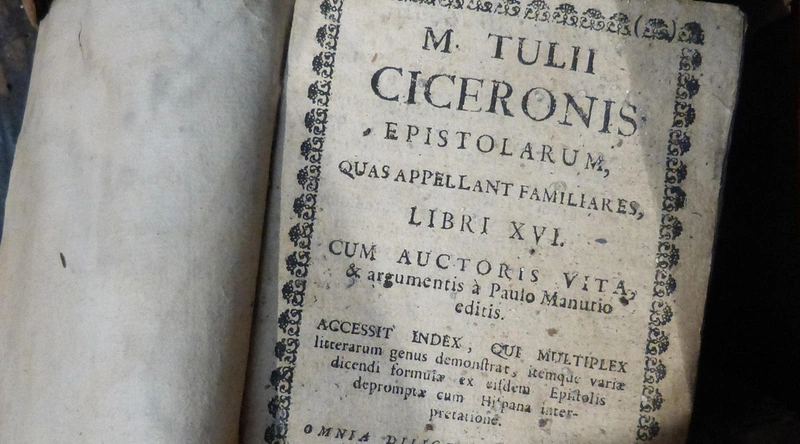 M. TULII
CICERONIS
EPISTOLARUM,
QUAS APPELLANT FAMILIARES,
LIBRI XVI.
CUM AUCTORIS VITA,
& argumentis à Paulo Manutio
editis.
ACCESSIT INDEX, QUI MULTIPLEX
litterarum genus demonſtrat, itemque variæ
dicendi formulæ ex eiſdem Epiſtolis
depromptæ cum Hiſpana inter-
pretatione.
OMNIA